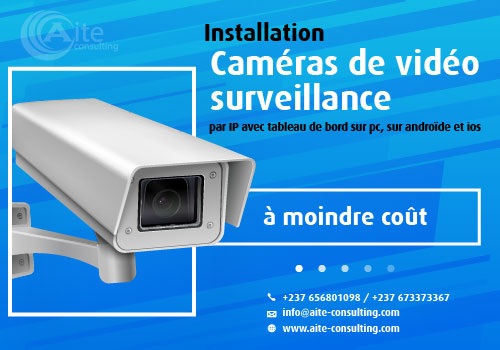 Aite
consulting
Installation
Caméras de vidéo
surveillance
par IP avec tableau de bord sur pc, sur androïde et ios
à moindre coût
+237 656801098 / +237 673373367
info@aite-consulting.com
www.aite-consulting.com